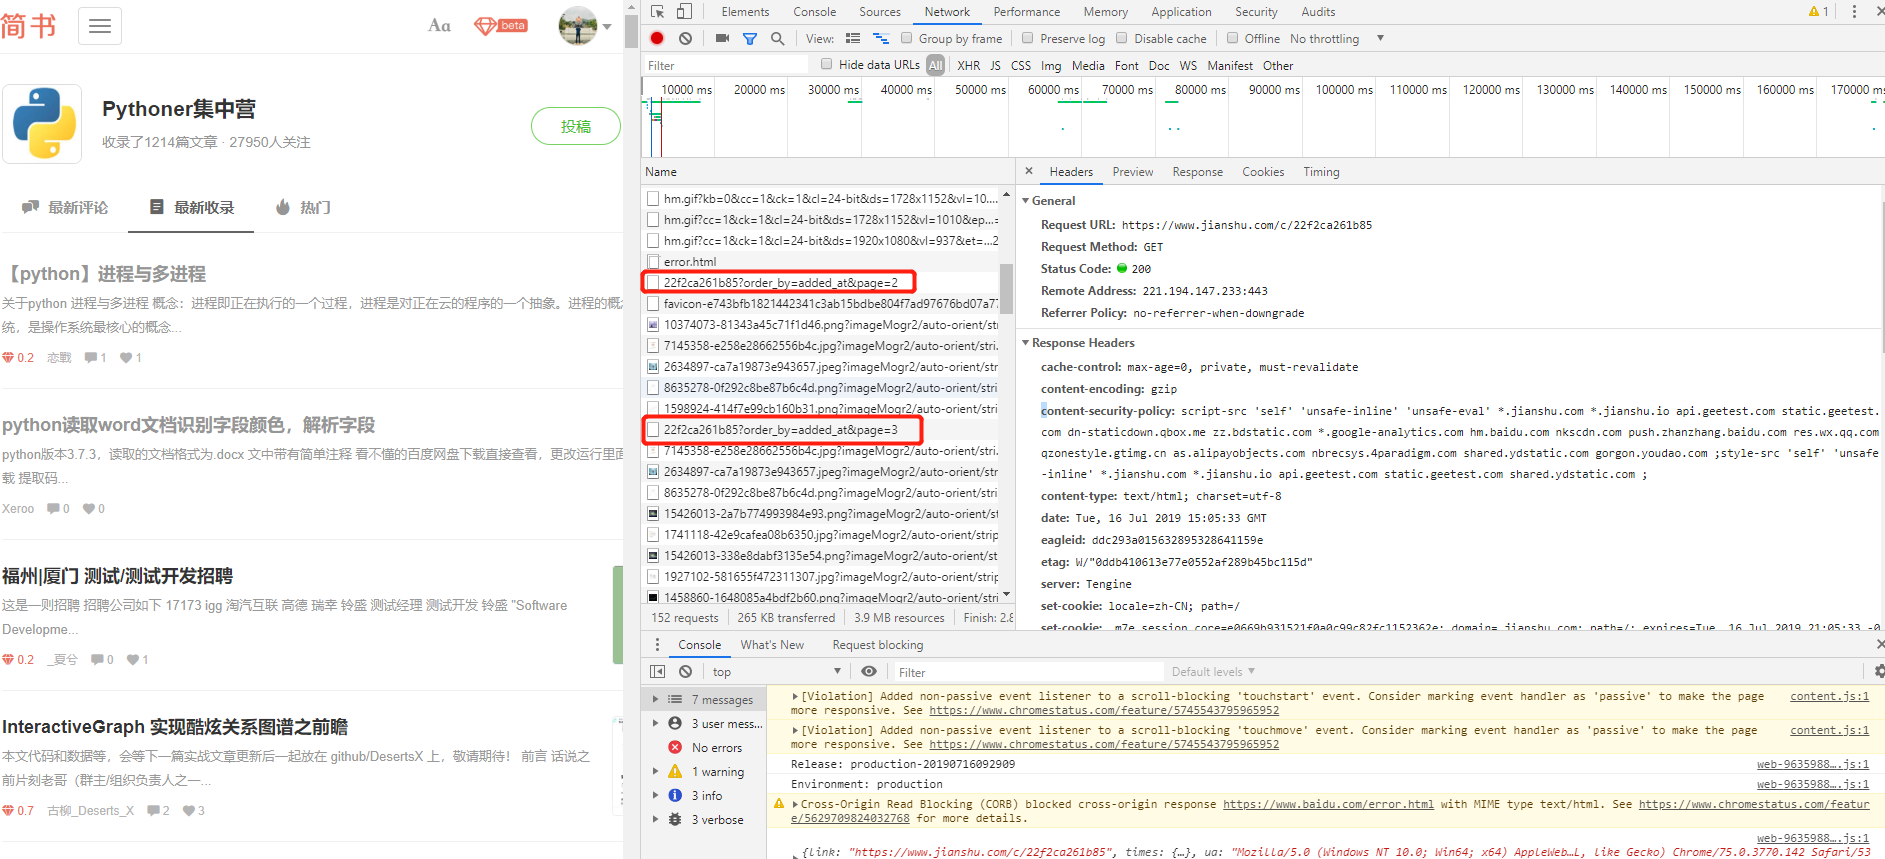 简书
Aa
beta
Pythoner集中营
收录了1214篇文章 · 27950人关注
投稿
最新评论
最新收录
热门
【python】进程与多进程
关于python 进程与多进程 概念：进程即正在执行的一个过程，进程是对正在云的程序的一个抽象。进程的概
统，是操作系统最核心的概念...
0.2 恋戰 1 1
python读取word文档识别字段颜色，解析字段
python版本3.7.3，读取的文档格式为.docx 文中带有简单注释 看不懂的百度网盘下载直接查看，更改运行里面
载 提取码...
Xeroo 0 0
福州|厦门 测试/测试开发招聘
这是一则招聘 招聘公司如下 17173 igg 淘汽互联 高德 瑞幸 铃盛 测试经理 测试开发 铃盛 "Software
Developme...
0.2 _夏兮 0 1
InteractiveGraph 实现酷炫关系图谱之前瞻
本文代码和数据等，会等下一篇实战文章更新后一起放在 github/DesertsX 上，敬请期待！ 前言 话说之
前片刻老哥（群主/组织负责人之一...
0.7 古柳_Deserts_X 2 3
Elements Console Sources Network Performance Memory Application Security Audits 1
View: Group by frame Preserve log Disable cache Offline No throttling
Filter Hide data URLs All XHR JS CSS Img Media Font Doc WS Manifest Other
10000 ms 20000 ms 30000 ms 40000 ms 50000 ms 60000 ms 70000 ms 80000 ms 90000 ms 100000 ms 110000 ms 120000 ms 130000 ms 140000 ms 150000 ms 160000 ms 170000 ms
Name
hm.gif?kb=0&cc=1&ck=1&cl=24-bit&ds=1728x1152&vl=10....
hm.gif?cc=1&ck=1&cl=24-bit&ds=1728x1152&vl=1010&ep...=
hm.gif?cc=1&ck=1&cl=24-bit&ds=1920x1080&vl=937&et=...2
error.html
22f2ca261b85?order_by=added_at&page=2
favicon-e743bfb1821442341c3ab15bdbe804f7ad97676bd07a77
10374073-81343a45c71f1d46.png?imageMogr2/auto-orient/stri
7145358-e258e28662556b4c.jpg?imageMogr2/auto-orient/stri.
2634897-ca7a19873e943657.jpeg?imageMogr2/auto-orient/str
8635278-0f292c8be87b6c4d.png?imageMogr2/auto-orient/strip
1598924-414f7e99cb160b31.png?imageMogr2/auto-orient/strip
22f2ca261b85?order_by=added_at&page=3
7145358-e258e28662556b4c.jpg?imageMogr2/auto-orient/stri.
2634897-ca7a19873e943657.jpeg?imageMogr2/auto-orient/str
8635278-0f292c8be87b6c4d.png?imageMogr2/auto-orient/strip
15426013-2a7b774993984e93.png?imageMogr2/auto-orient/str
1741118-42e9cafea08b6350.jpg?imageMogr2/auto-orient/strip
15426013-338e8dabf3135e54.png?imageMogr2/auto-orient/st
1927102-581655f472311307.jpg?imageMogr2/auto-orient/strip
1458860-1648085a4bdf2b60.png?imageMogr2/auto-orient/strip
152 requests 265 KB transferred 3.9 MB resources Finish: 2.8
Headers Preview Response Cookies Timing
General
Request URL: https://www.jianshu.com/c/22f2ca261b85
Request Method: GET
Status Code: 200
Remote Address: 221.194.147.233:443
Referrer Policy: no-referrer-when-downgrade
Response Headers
cache-control: max-age=0, private, must-revalidate
content-encoding: gzip
content-security-policy: script-src 'self' 'unsafe-inline' 'unsafe-eval' *.jianshu.com *.jianshu.io api.geetest.com static.geetest.
com dn-staticdown.qbox.me zz.bdstatic.com *.google-analytics.com hm.baidu.com nkscdn.com push.zhanzhang.baidu.com res.wx.qq.com
qzonestyle.gtimg.cn as.alipayobjects.com nbrecsys.4paradigm.com shared.ydstatic.com gorgon.youdao.com ;style-src 'self' 'unsafe
-inline' *.jianshu.com *.jianshu.io api.geetest.com static.geetest.com shared.ydstatic.com ;
content-type: text/html; charset=utf-8
date: Tue, 16 Jul 2019 15:05:33 GMT
eagleid: ddc293a015632895328641159e
etag: W/"0ddb410613e77e0552af289b45bc115d"
server: Tengine
set-cookie: locale=zh-CN; path=/
set-cookie: _m7e_session_core=e0669b931521f0a0c99c82fc1152362e; domain=.jianshu.com; path=/; expires=Tue, 16 Jul 2019 21:05:33 -0
Console What's New Request blocking
top Filter Default levels
7 messages
3 user mess...
No errors
1 warning
3 info
3 verbose
[Violation] Added non-passive event listener to a scroll-blocking 'touchstart' event. Consider marking event handler as 'passive' to make the page content.js:1
more responsive. See https://www.chromestatus.com/feature/5745543795965952
[Violation] Added non-passive event listener to a scroll-blocking 'touchmove' event. Consider marking event handler as 'passive' to make the page content.js:1
more responsive. See https://www.chromestatus.com/feature/5745543795965952
Release: production-20190716092909 web-9635988….js:1
Environment: production web-9635988….js:1
Cross-Origin Read Blocking (CORB) blocked cross-origin response https://www.baidu.com/error.html with MIME type text/html. See https://www.chromestatus.com/featur
e/5629709824032768 for more details.
web-9635988….js:1
{link: "https://www.jianshu.com/c/22f2ca261b85", times: {…}, ua: "Mozilla/5.0 (Windows NT 10.0; Win64; x64) AppleWeb…L, like Gecko) Chrome/75.0.3770.142 Safari/53